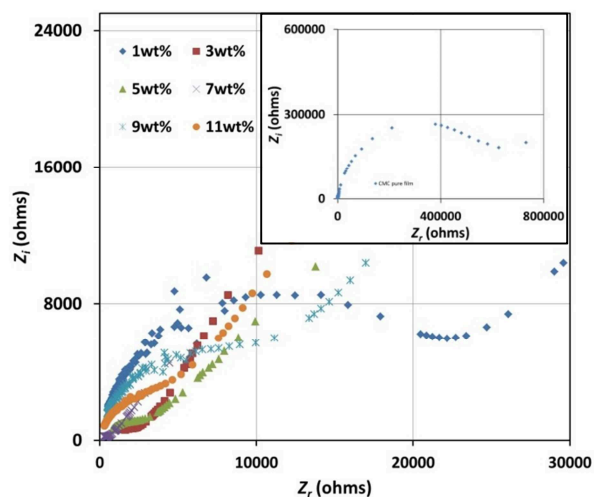 24000
16000
8000
0
Zi (ohms)
0
10000
20000
30000
Zr (ohms)
1wt%
3wt%
5wt%
7wt%
9wt%
11wt%
600000
300000
0
Zi (ohms)
CMC pure film
0
400000
800000
Zr (ohms)